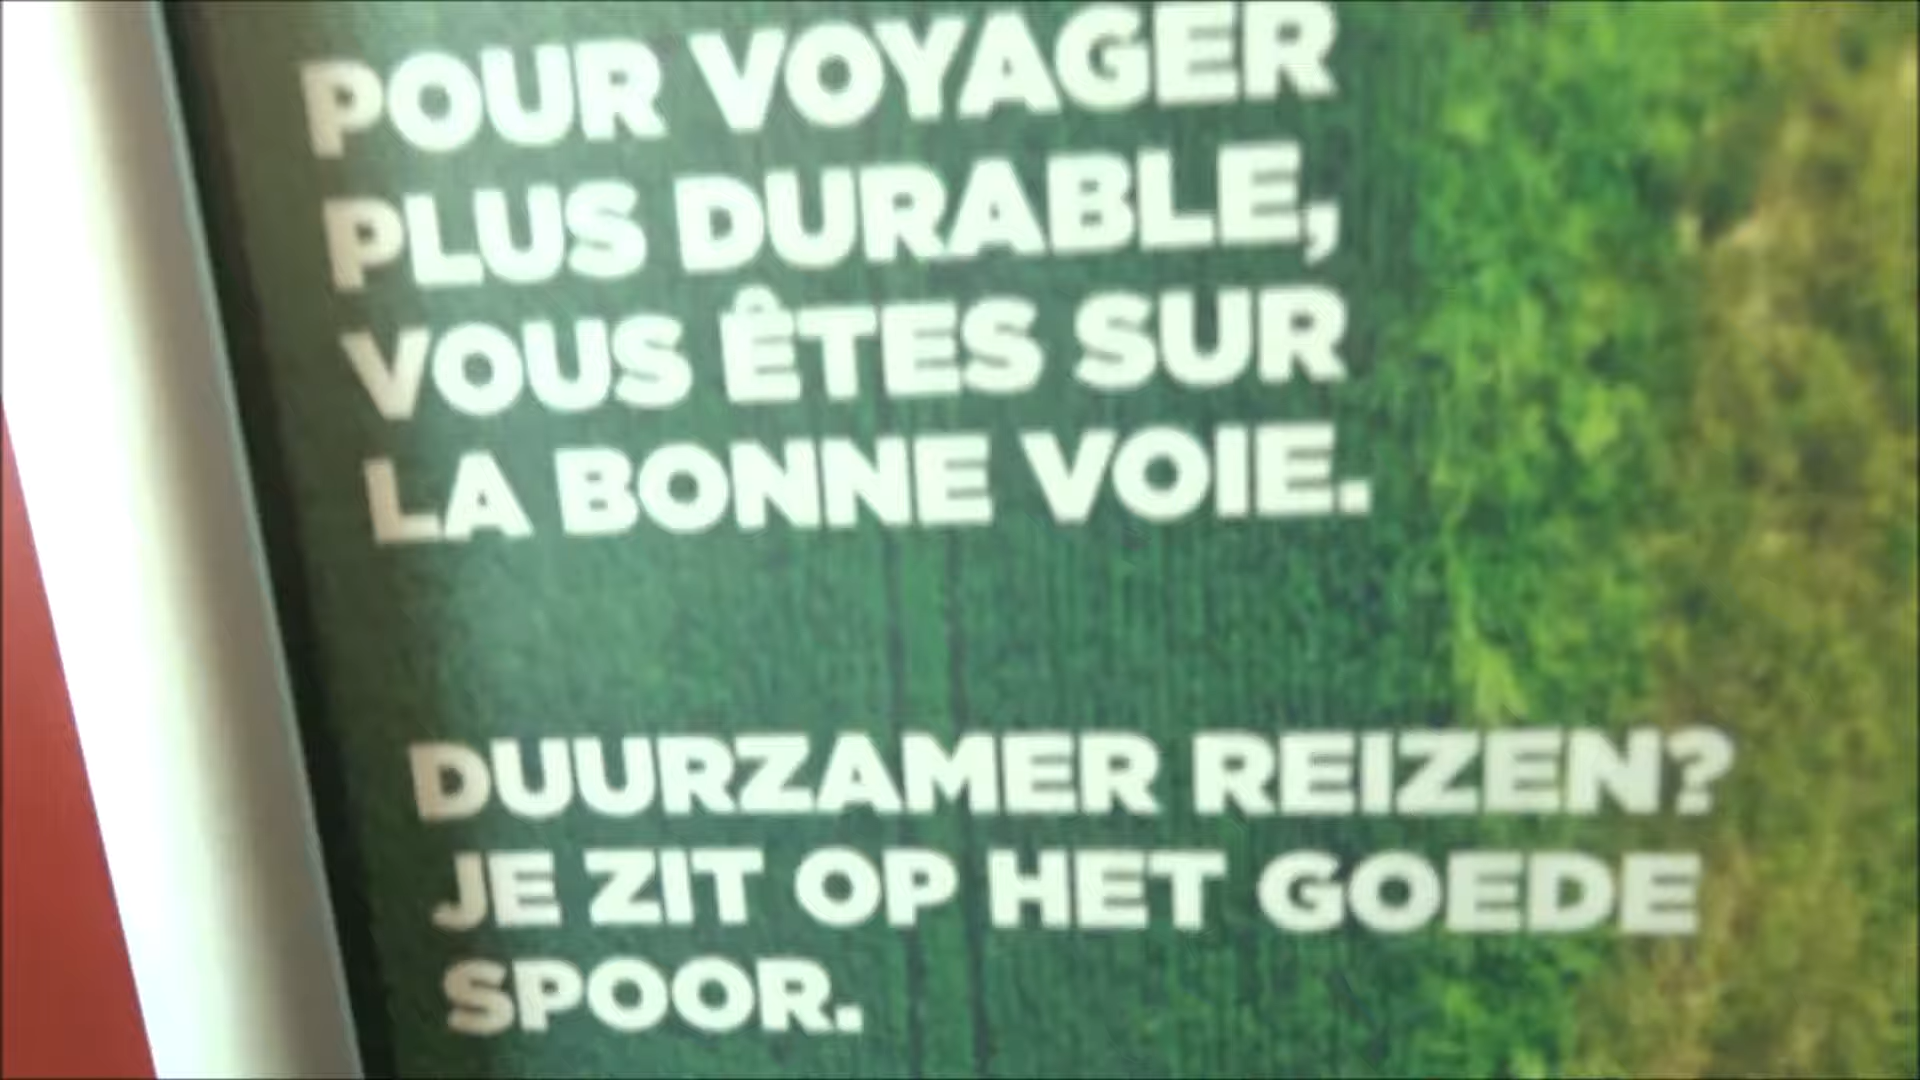 POUR VOYAGER
PLUS DURABLE,
VOUS ÊTES SUR
LA BONNE VOIE.
DUURZAMER REIZEN?
JE ZIT OP HET GOEDE
SPOOR.